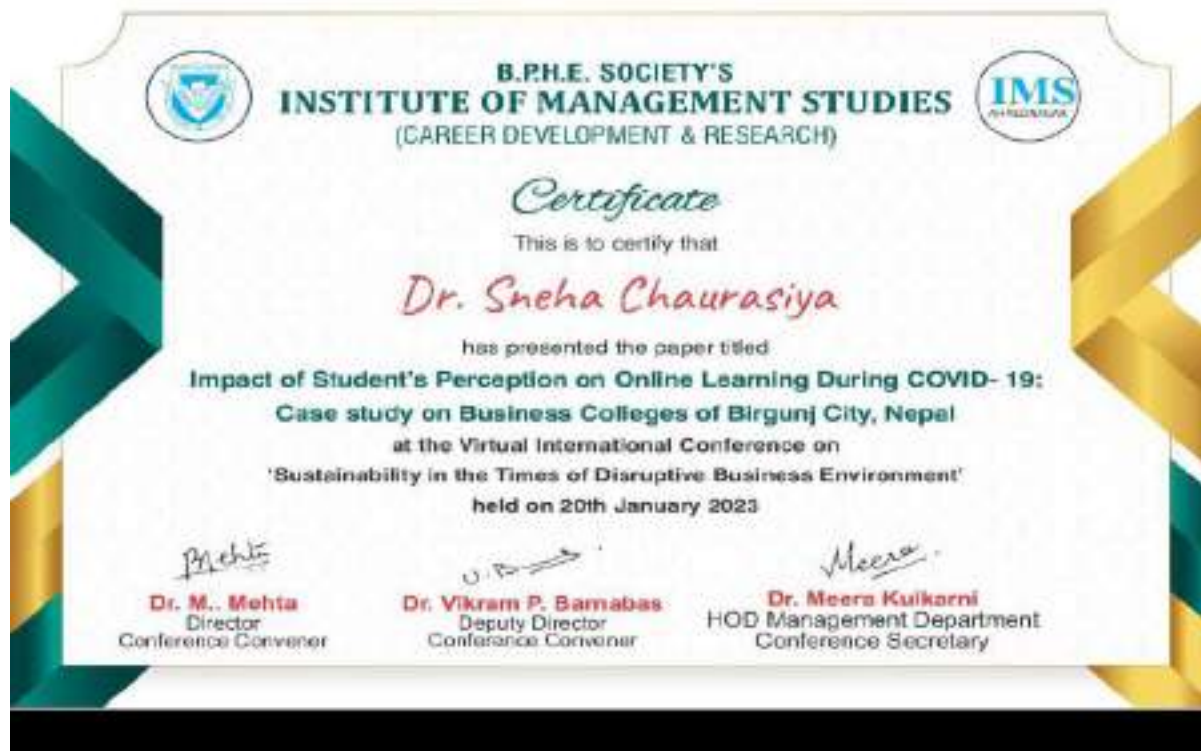 B.P.H.E. SOCIETY'S
INSTITUTE OF MANAGEMENT STUDIES
(CAREER DEVELOPMENT & RESEARCH)
IMS
Certificate
This is to certify that
Dr. Sneha Chaurasiya
has presented the paper titled
Impact of Student's Perception on Online Learning During COVID- 19:
Case study on Business Colleges of Birgunj City, Nepal
at the Virtual International Conference on
'Sustainability in the Times of Disruptive Business Environment'
held on 20th January 2023
Meera
Dr. M.. Mehta
Director
Conference Convener
Dr. Vikram P. Barnabas
Deputy Director
Conference Convener
Dr. Meera Kulkarni
HOD Management Department
Conference Secretary